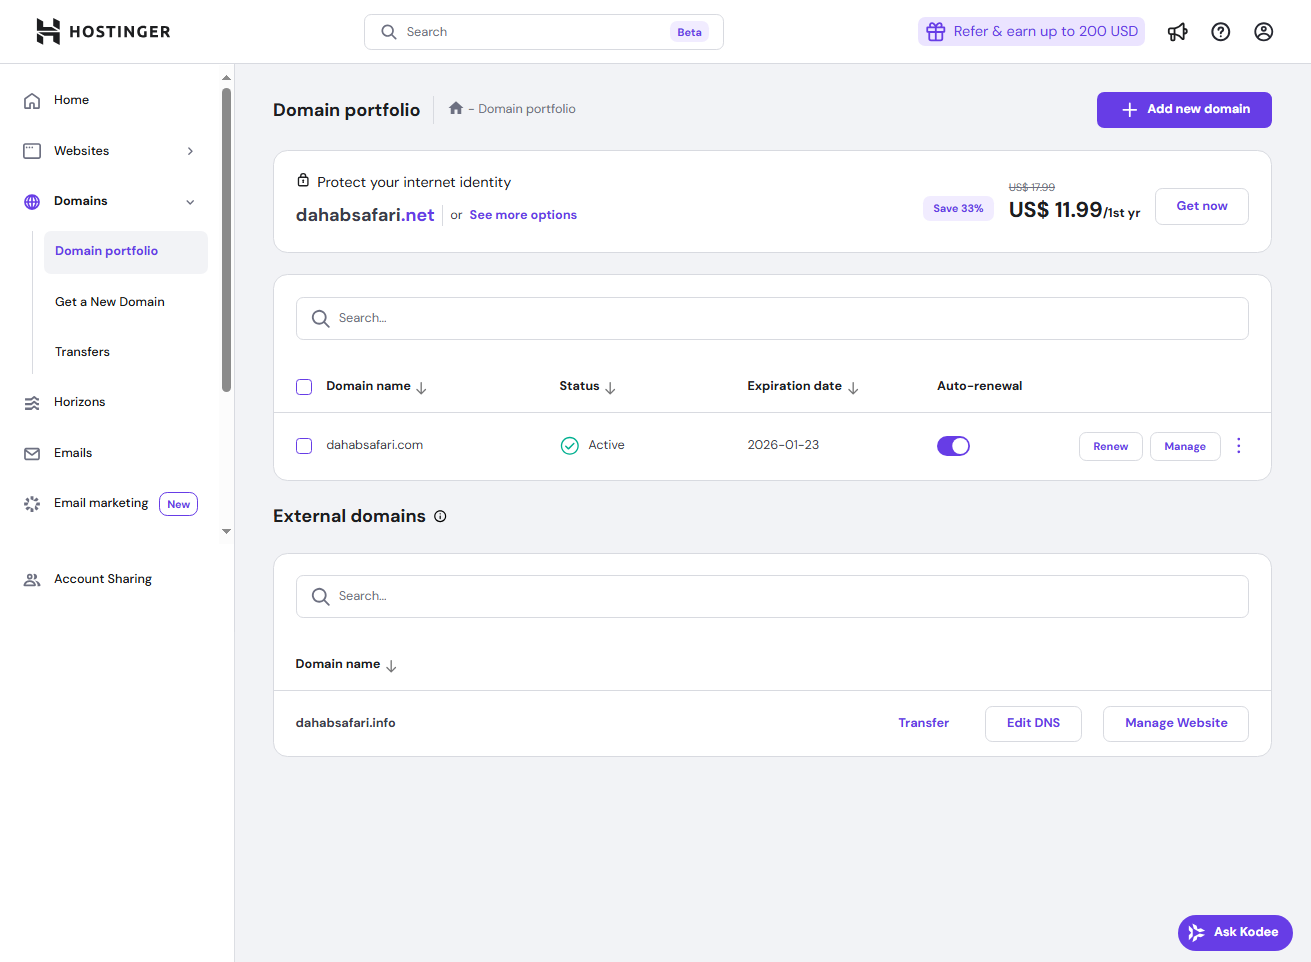 HOSTINGER
Search
Beta
Refer & earn up to 200 USD
Home
Websites
Domains
Domain portfolio
Get a New Domain
Transfers
Horizons
Emails
Email marketing New
Account Sharing
Domain portfolio - Domain portfolio
Add new domain
Protect your internet identity
dahabsafari.net or See more options
Save 33%
US$ 17.99
US$ 11.99/1st yr
Get now
Search...
Domain name Status Expiration date Auto-renewal
dahabsafari.com Active 2026-01-23 Renew Manage
External domains
Search...
Domain name
dahabsafari.info Transfer Edit DNS Manage Website
Ask Kodee